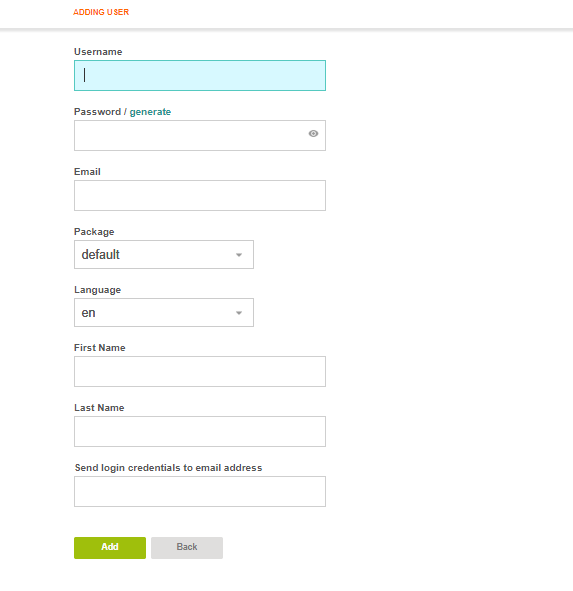 ADDING USER
Username
Password / generate
Email
Package
default
Language
en
First Name
Last Name
Send login credentials to email address
Add Back